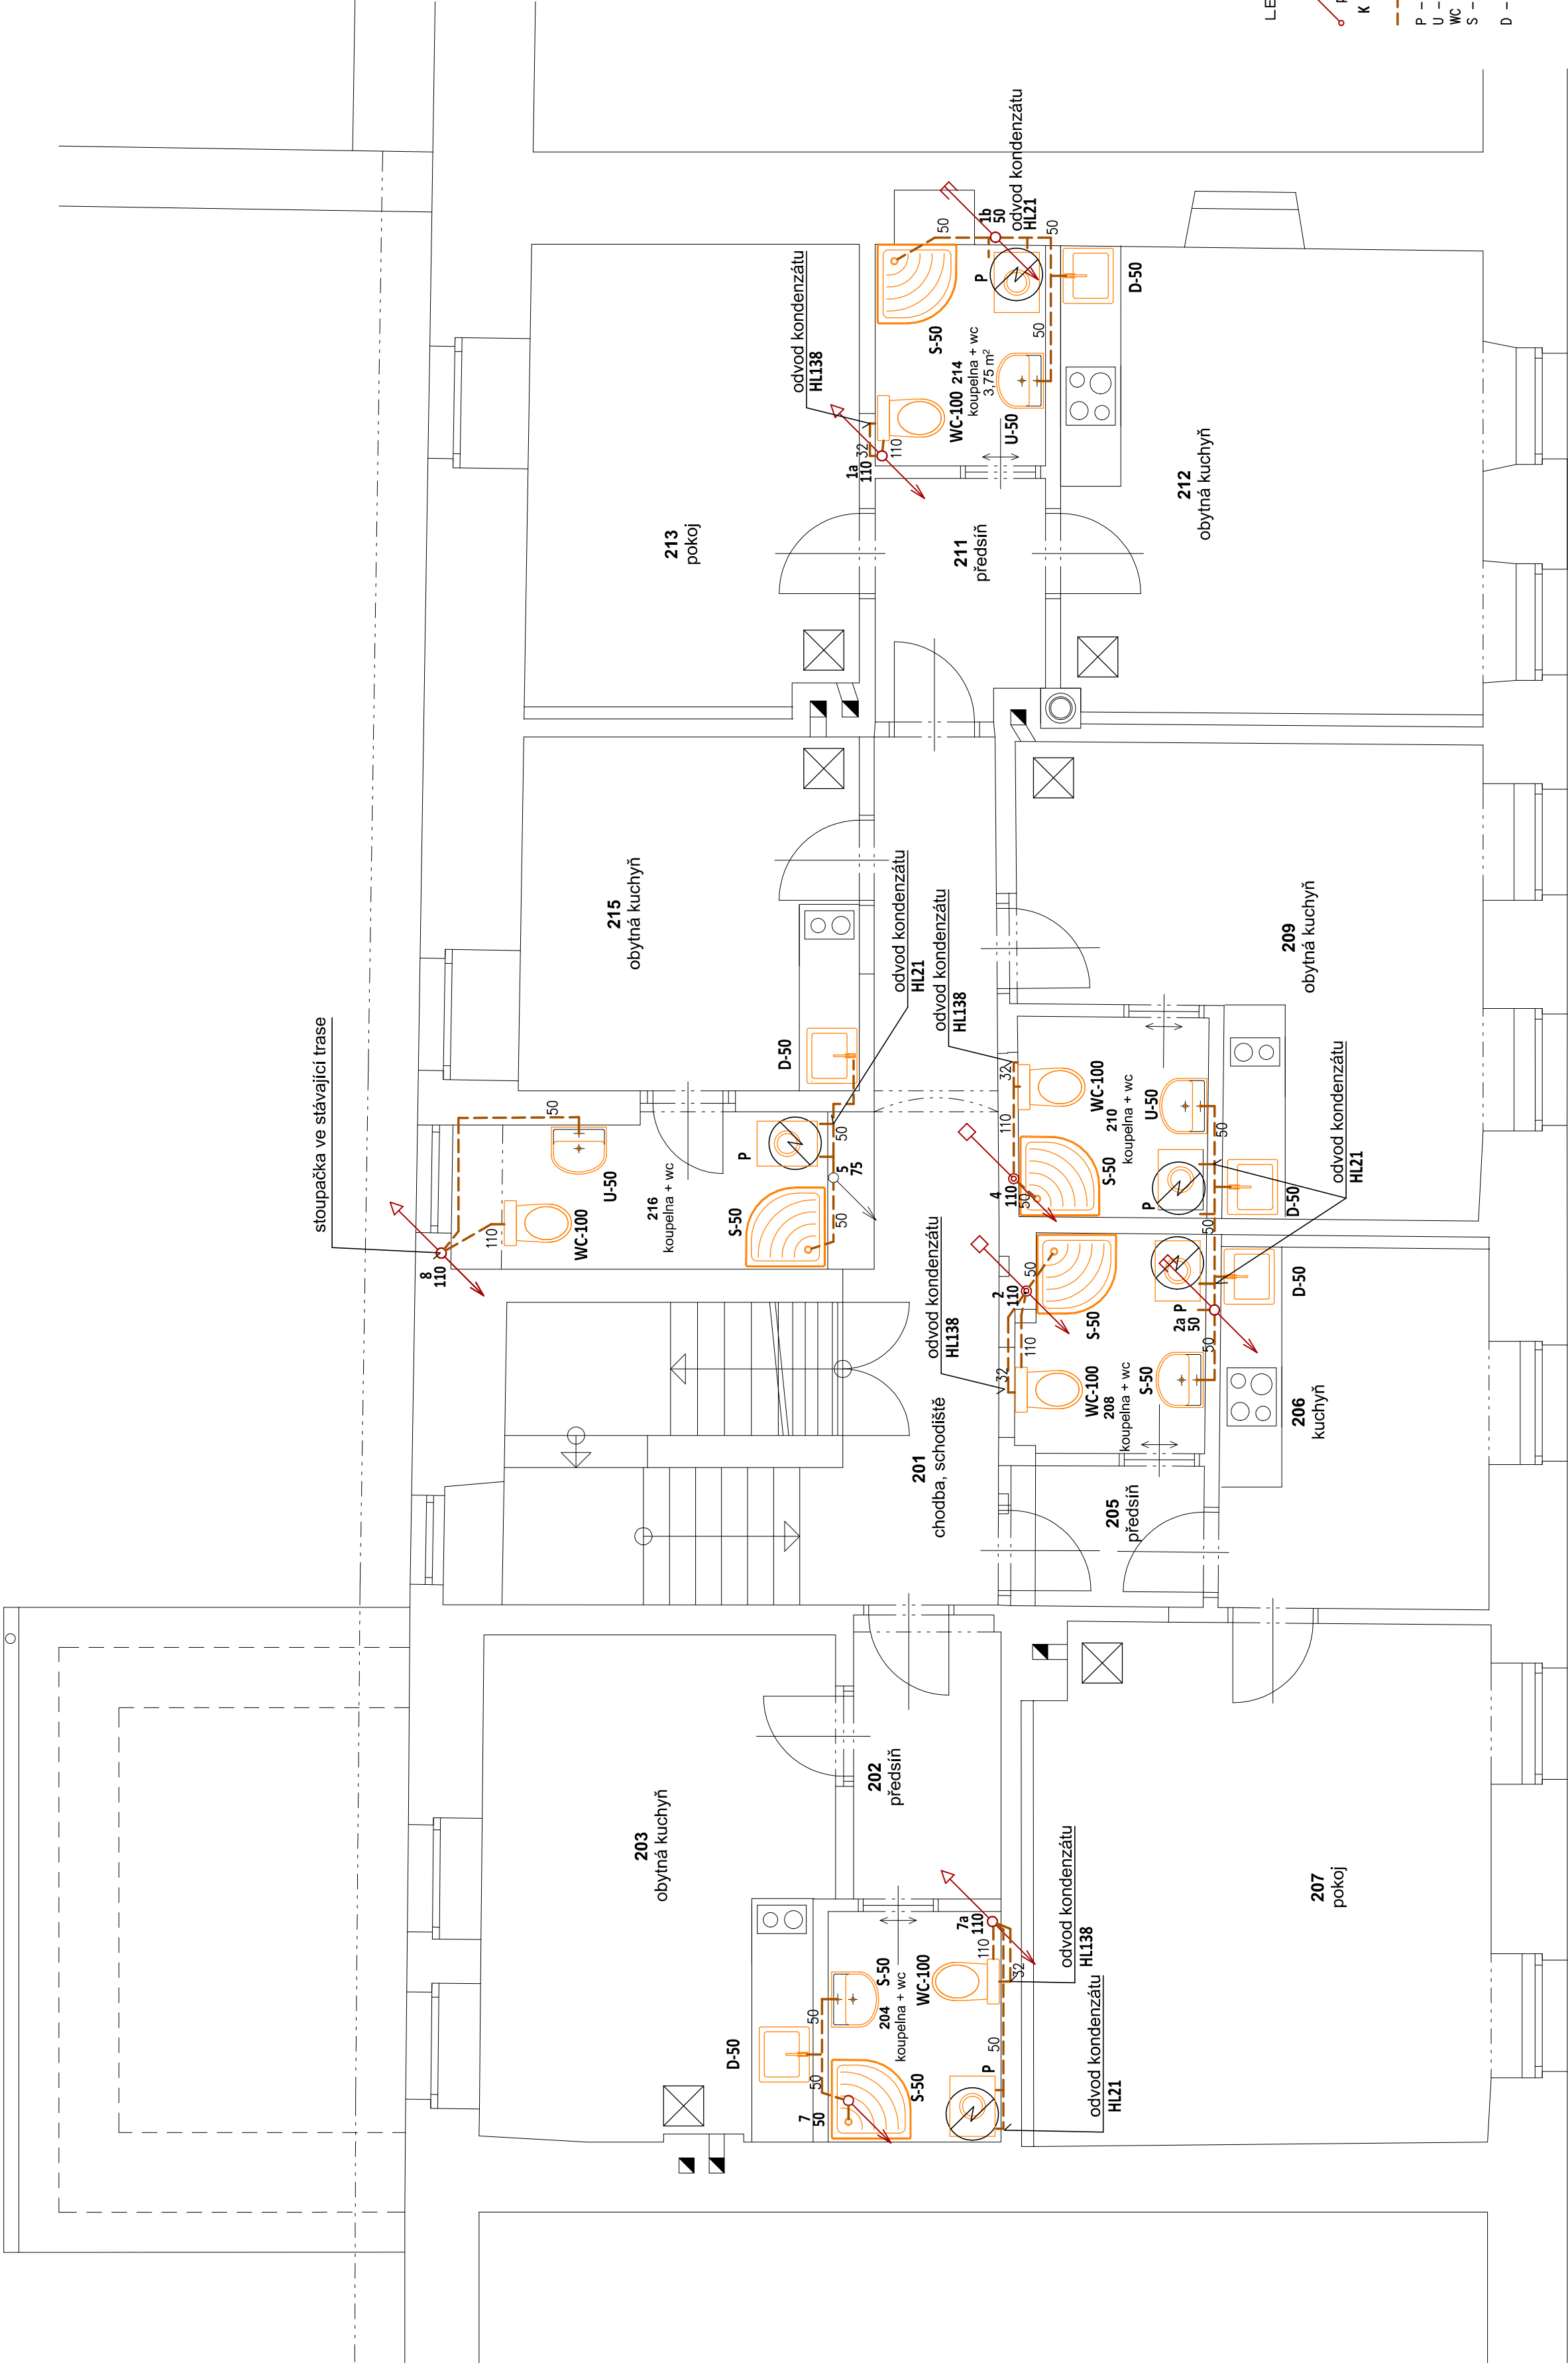 stoupačka ve stávající trase
8
110
110
WC-100
50
U-50
216
koupelna + wc
S-50
P
50
5
75
50
215
obytná kuchyň
D-50
odvod kondenzátu
HL21
odvod kondenzátu
HL138
213
pokoj
odvod kondenzátu
HL138
1a
110
32
110
WC-100
214
koupelna + wc
3,75 m²
S-50
U-50
P
50
1b
50
odvod kondenzátu
HL21
50
50
D-50
211
předsíň
212
obytná kuchyň
203
obytná kuchyň
D-50
202
předsíň
50
50
7
50
S-50
204
koupelna + wc
S-50
WC-100
P
50
7a
110
110
32
odvod kondenzátu
HL138
odvod kondenzátu
HL21
207
pokoj
201
chodba, schodiště
odvod kondenzátu
HL138
205
předsíň
32
110
2
110
50
S-50
WC-100
208
koupelna + wc
S-50
2a
50
P
50
50
206
kuchyň
D-50
4
110
50
110
32
S-50
WC-100
210
koupelna + wc
U-50
P
50
D-50
odvod kondenzátu
HL21
209
obytná kuchyň
LE
K
P -
U -
WC
S -
D -